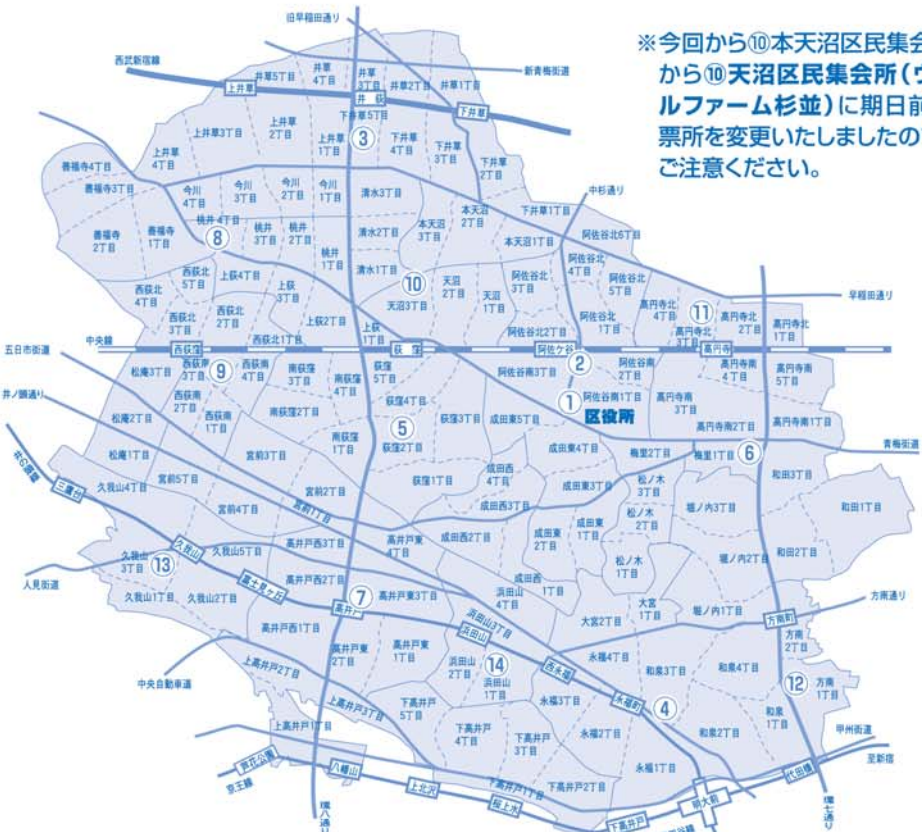 旧早稲田通り
※今回から⑩本天沼区民集会
から⑩天沼区民集会所(ウ
ルファーム杉並)に期日前
票所を変更いたしましたの
ご注意ください。
西武新宿線
新青梅街道
上井草
井荻
下井草
井草5丁目
井草4丁目
井草3丁目
井草2丁目
井草1丁目
下井草5丁目
上井草3丁目
上井草2丁目
上井草1丁目
③
下井草4丁目
下井草3丁目
下井草2丁目
上井草4丁目
善福寺4丁目
善福寺3丁目
今川4丁目
今川3丁目
今川2丁目
今川1丁目
清水3丁目
中杉通り
本天沼2丁目
下井草1丁目
善福寺2丁目
善福寺1丁目
桃井4丁目
⑧
桃井3丁目
桃井2丁目
桃井1丁目
清水2丁目
本天沼3丁目
本天沼1丁目
阿佐谷北6丁目
西荻北5丁目
西荻北4丁目
上荻4丁目
上荻3丁目
清水1丁目
⑩
天沼3丁目
天沼2丁目
天沼1丁目
阿佐谷北3丁目
阿佐谷北4丁目
阿佐谷北5丁目
早稲田通り
西荻北3丁目
西荻北2丁目
西荻北1丁目
上荻2丁目
上荻1丁目
阿佐谷北2丁目
阿佐谷北1丁目
高円寺北4丁目
⑪
高円寺北3丁目
高円寺北2丁目
高円寺北1丁目
中央線
西荻窪
荻窪
阿佐ケ谷
高円寺
五日市街道
松庵3丁目
西荻南3丁目
⑨
西荻南4丁目
南荻窪3丁目
南荻窪4丁目
荻窪5丁目
阿佐谷南3丁目
②
阿佐谷南2丁目
高円寺南4丁目
高円寺南5丁目
井ノ頭通り
西荻南2丁目
西荻南1丁目
松庵2丁目
南荻窪2丁目
南荻窪1丁目
荻窪4丁目
⑤
荻窪2丁目
荻窪3丁目
成田東5丁目
①
阿佐谷南1丁目
区役所
高円寺南3丁目
高円寺南2丁目
高円寺南1丁目
青梅街道
松庵1丁目
宮前3丁目
成田東4丁目
梅里2丁目
梅里1丁目
⑥
三鷹台
久我山4丁目
宮前5丁目
宮前4丁目
宮前2丁目
宮前1丁目
荻窪1丁目
成田西4丁目
成田西3丁目
成田東3丁目
松ノ木3丁目
和田3丁目
堀ノ内3丁目
和田1丁目
久我山3丁目
⑬
久我山
久我山5丁目
高井戸西3丁目
高井戸東4丁目
成田西2丁目
成田東2丁目
成田東1丁目
松ノ木2丁目
松ノ木1丁目
堀ノ内2丁目
和田2丁目
人見街道
久我山1丁目
久我山2丁目
富士見ヶ丘
高井戸西2丁目
⑦
高井戸
高井戸東3丁目
成田西1丁目
浜田山4丁目
浜田山3丁目
大宮2丁目
大宮1丁目
堀ノ内1丁目
方南通り
方南町
高井戸西1丁目
浜田山
西永福
永福4丁目
和泉3丁目
和泉4丁目
方南2丁目
中央自動車道
上高井戸2丁目
高井戸東2丁目
高井戸東1丁目
浜田山2丁目
⑭
浜田山1丁目
永福3丁目
永福町
④
⑫
方南1丁目
上高井戸3丁目
下高井戸5丁目
永福2丁目
和泉2丁目
和泉1丁目
甲州街道
上高井戸1丁目
下高井戸4丁目
下高井戸3丁目
永福1丁目
至新宿
芦花公園
京王線
八幡山
上北沢
桜上水
下高井戸1丁目
下高井戸2丁目
下高井戸
明大前
代田橋
環八通り
環七通り